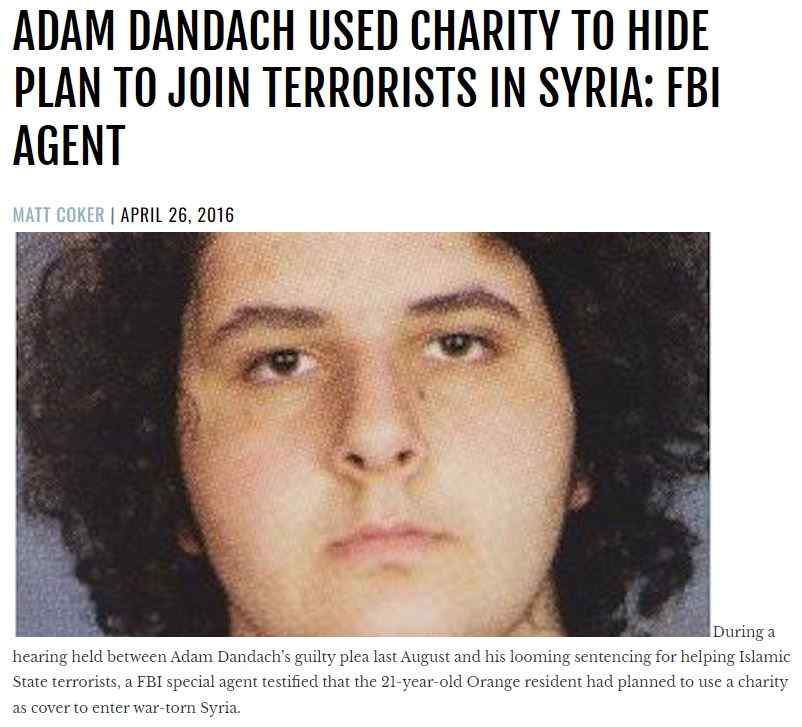 ADAM DANDACH USED CHARITY TO HIDE
PLAN TO JOIN TERRORISTS IN SYRIA: FBI
AGENT
MATT COKER | APRIL 26, 2016
During a
hearing held between Adam Dandach’s guilty plea last August and his looming sentencing for helping Islamic
State terrorists, a FBI special agent testified that the 21-year-old Orange resident had planned to use a charity
as cover to enter war-torn Syria.